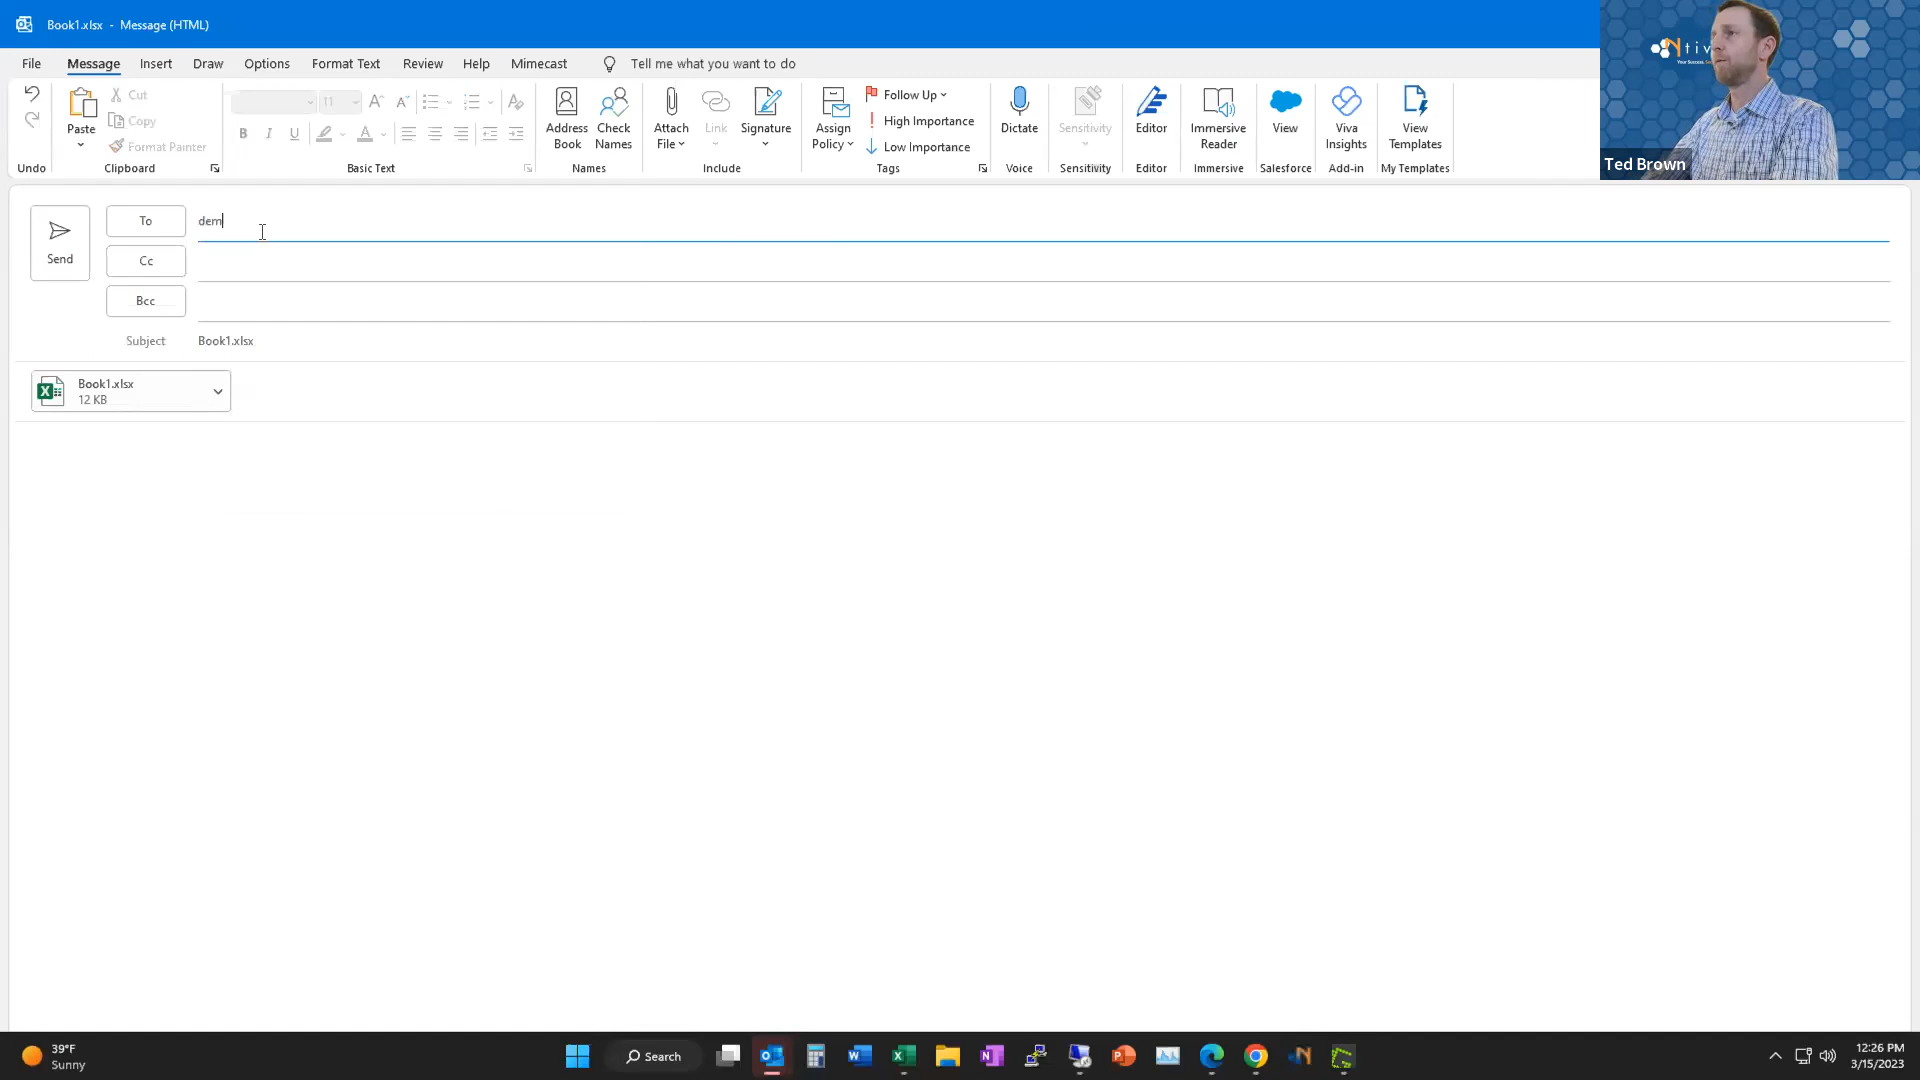 Book1.xlsx - Message (HTML)
File Message Insert Draw Options Format Text Review Help Mimecast Tell me what you want to do
Paste
Cut
Copy
Format Painter
11
B I U
A
Address Book
Check Names
Attach File
Link
Signature
Assign Policy
Follow Up
High Importance
Low Importance
Dictate
Sensitivity
Editor
Immersive Reader
View
Viva Insights
View Templates
Undo Clipboard Basic Text Names Include Tags Voice Sensitivity Editor Immersive Salesforce Add-in My Templates
Ted Brown
Send
To dem
Cc
Bcc
Subject Book1.xlsx
Book1.xlsx
12 KB
39°F
Sunny
Search
12:26 PM
3/15/2023